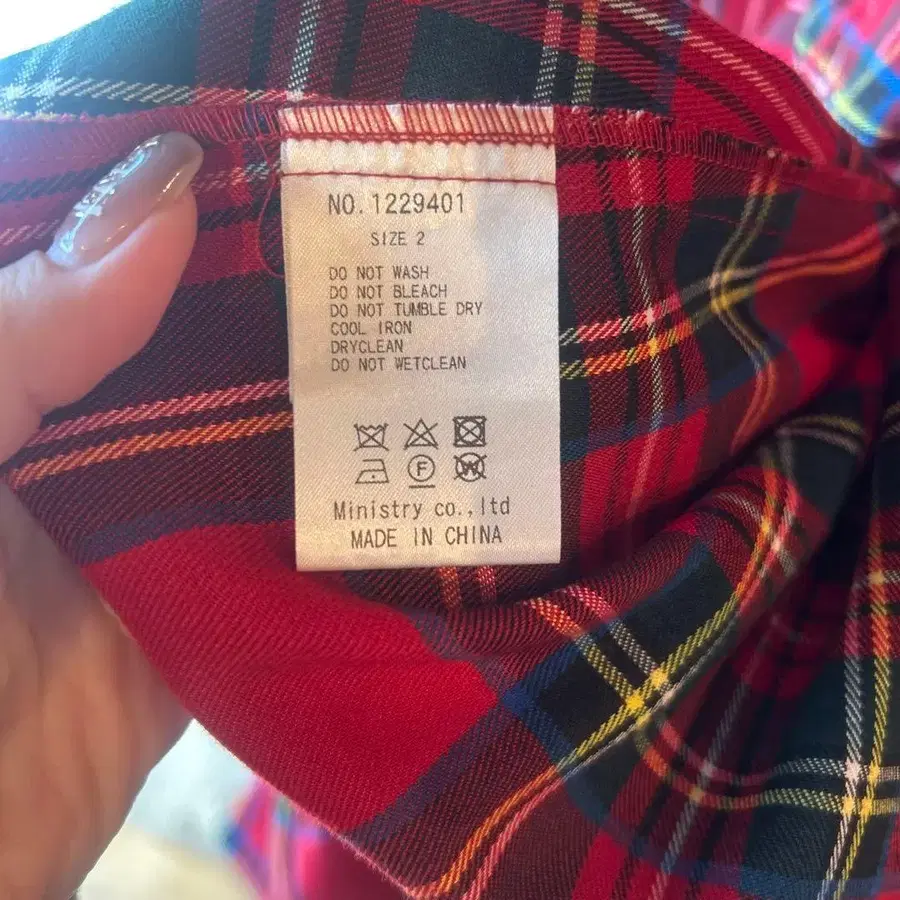 NO. 1229401
SIZE 2
DO NOT WASH
DO NOT BLEACH
DO NOT TUMBLE DRY
COOL IRON
DRYCLEAN
DO NOT WETCLEAN
F W
Ministry co., ltd
MADE IN CHINA